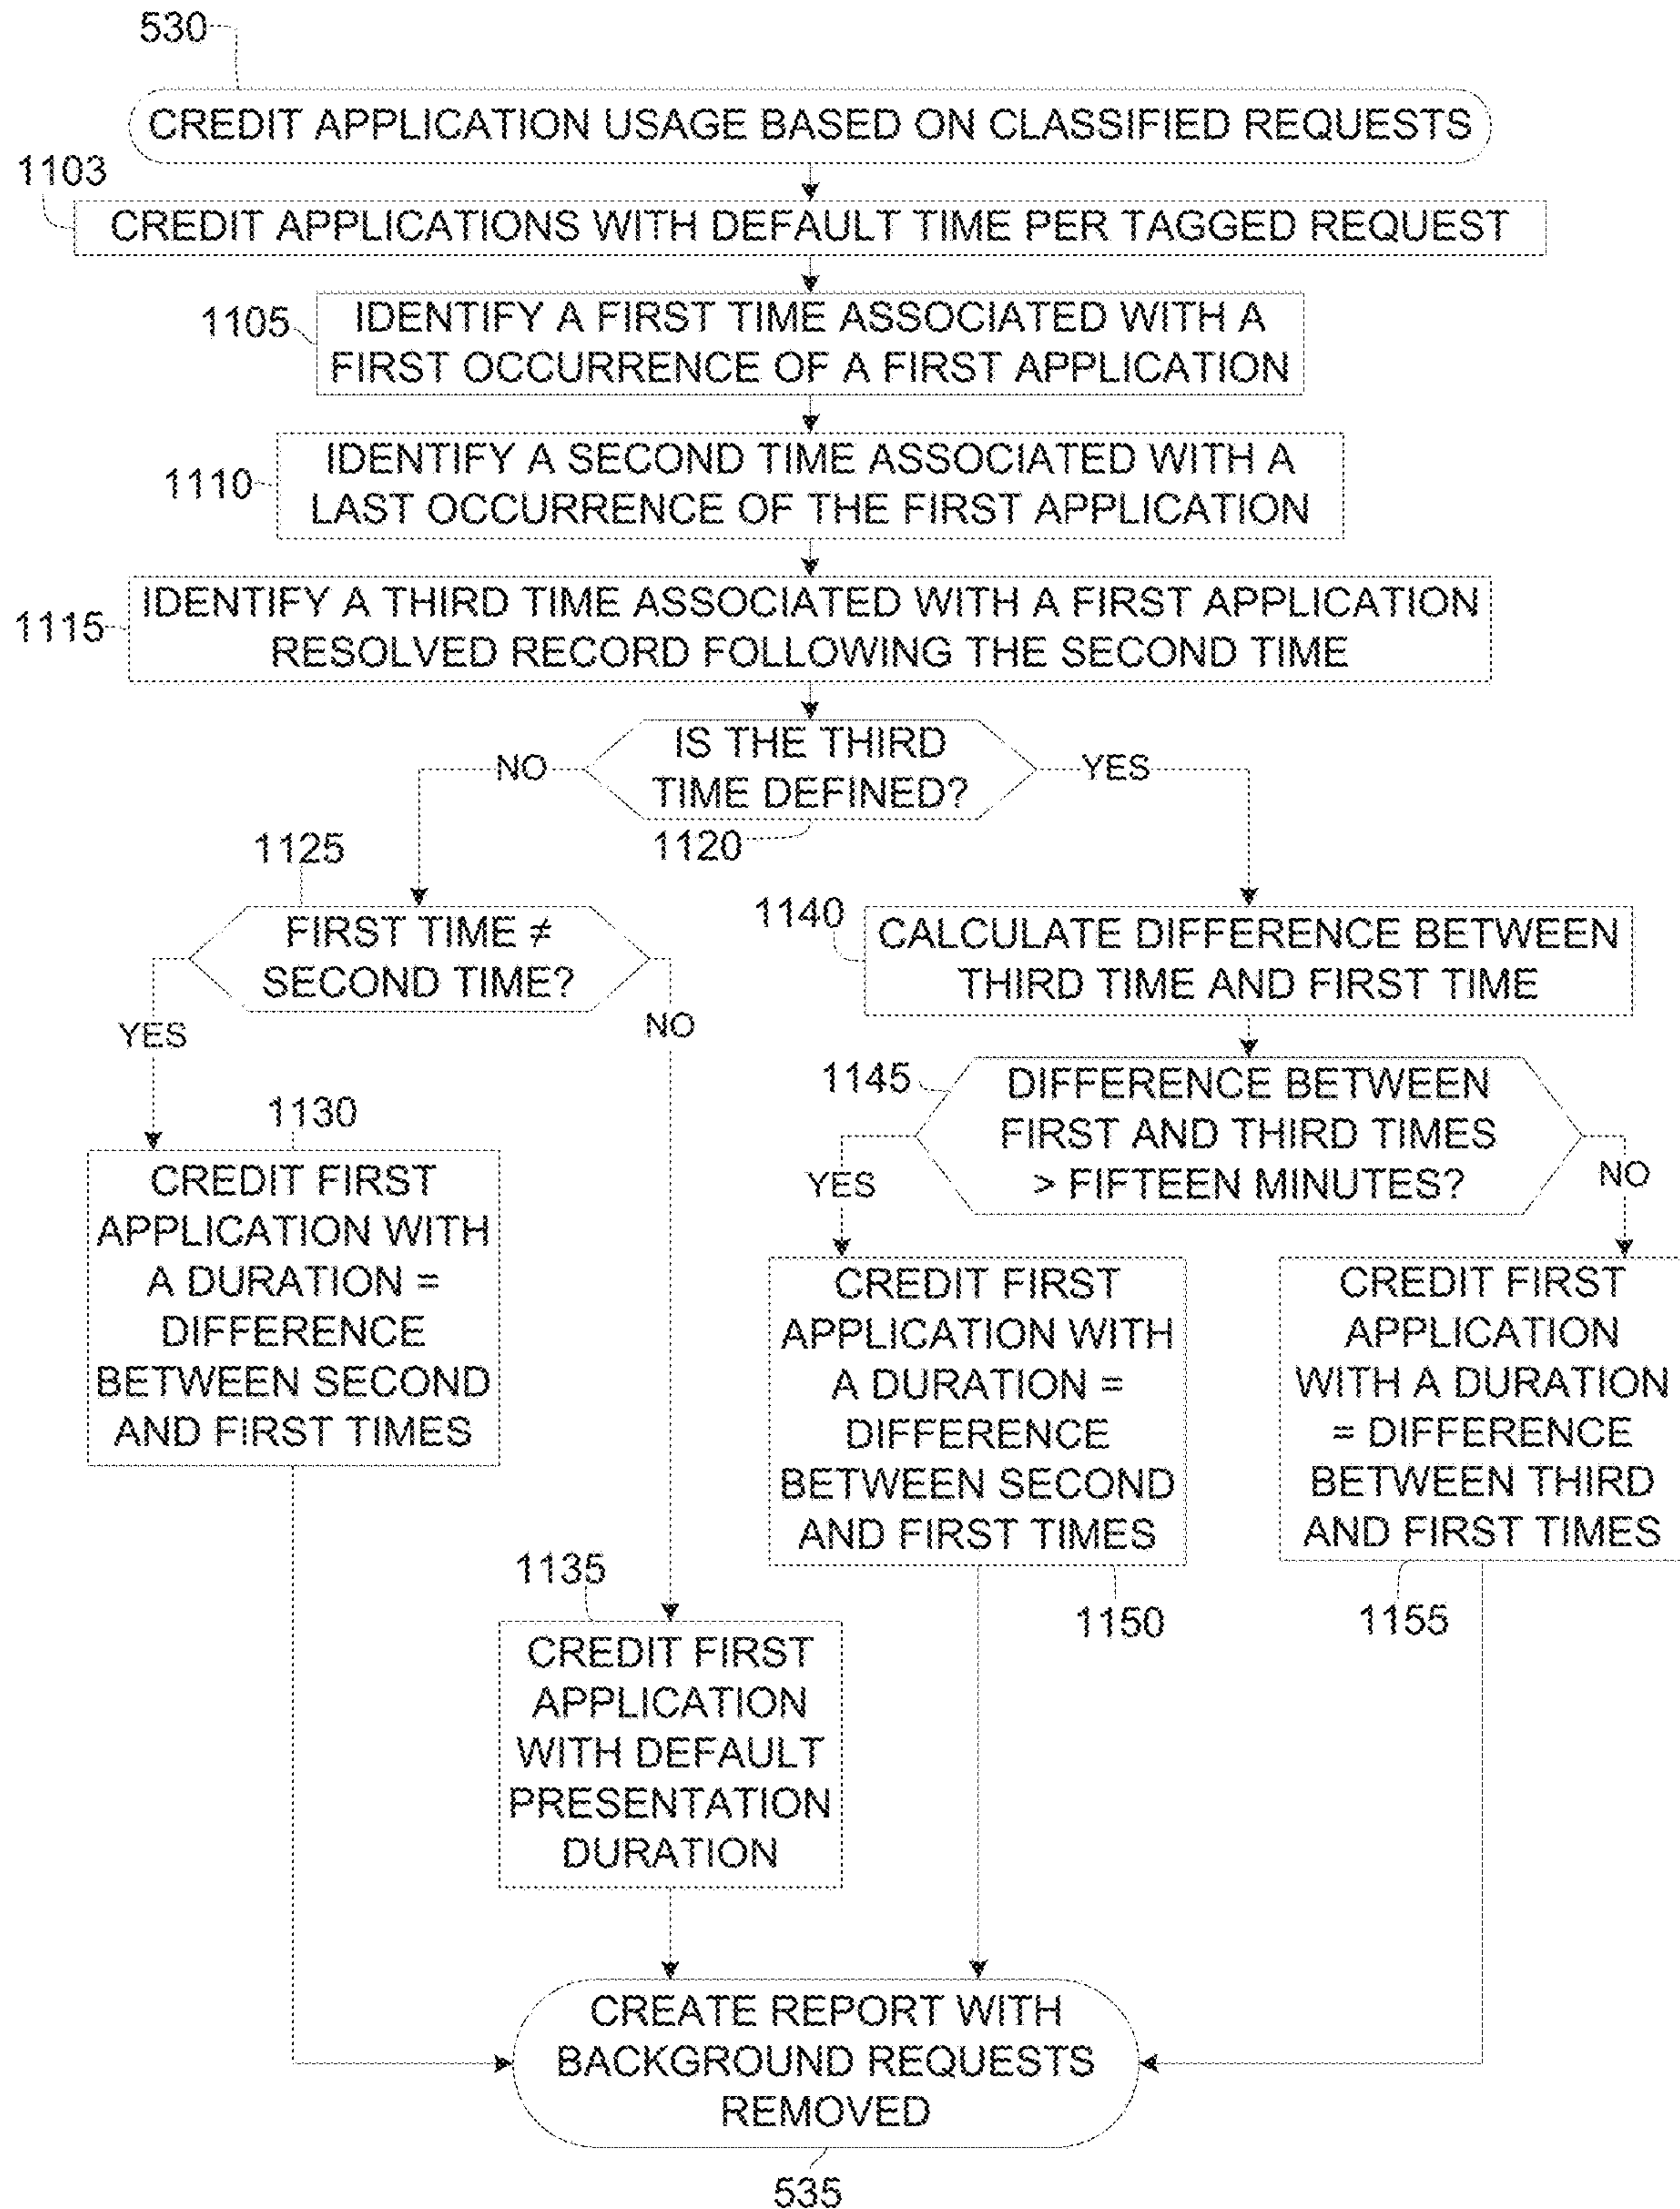 530
CREDIT APPLICATION USAGE BASED ON CLASSIFIED REQUESTS
1103
CREDIT APPLICATIONS WITH DEFAULT TIME PER TAGGED REQUEST
1105
IDENTIFY A FIRST TIME ASSOCIATED WITH A
FIRST OCCURRENCE OF A FIRST APPLICATION
1110
IDENTIFY A SECOND TIME ASSOCIATED WITH A
LAST OCCURRENCE OF THE FIRST APPLICATION
1115
IDENTIFY A THIRD TIME ASSOCIATED WITH A FIRST APPLICATION
RESOLVED RECORD FOLLOWING THE SECOND TIME
IS THE THIRD
TIME DEFINED?
NO
YES
1120
1125
FIRST TIME ≠
SECOND TIME?
YES
NO
1130
CREDIT FIRST
APPLICATION WITH
A DURATION =
DIFFERENCE
BETWEEN SECOND
AND FIRST TIMES
1135
CREDIT FIRST
APPLICATION
WITH DEFAULT
PRESENTATION
DURATION
1140
CALCULATE DIFFERENCE BETWEEN
THIRD TIME AND FIRST TIME
1145
DIFFERENCE BETWEEN
FIRST AND THIRD TIMES
> FIFTEEN MINUTES?
YES
NO
CREDIT FIRST
APPLICATION WITH
A DURATION =
DIFFERENCE
BETWEEN SECOND
AND FIRST TIMES
1150
CREDIT FIRST
APPLICATION
WITH A DURATION
= DIFFERENCE
BETWEEN THIRD
AND FIRST TIMES
1155
CREATE REPORT WITH
BACKGROUND REQUESTS
REMOVED
535